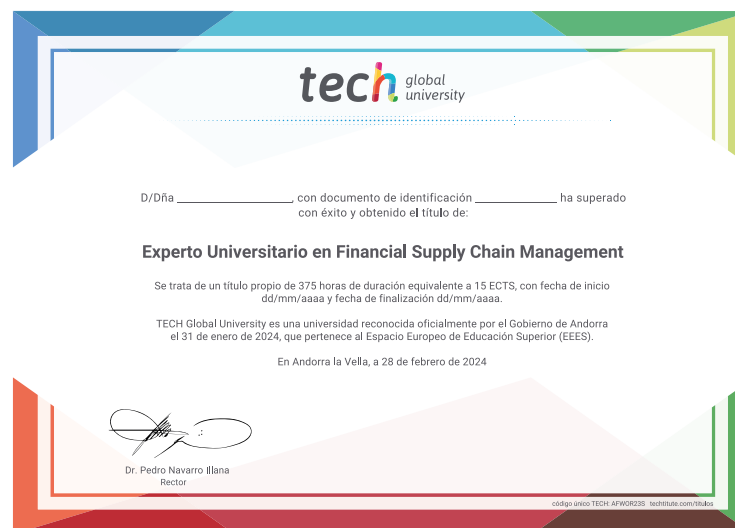 tech global
university
D/Dña ______________, con documento de identificación __________ ha superado
con éxito y obtenido el título de:
Experto Universitario en Financial Supply Chain Management
Se trata de un título propio de 375 horas de duración equivalente a 15 ECTS, con fecha de inicio
dd/mm/aaaa y fecha de finalización dd/mm/aaaa.
TECH Global University es una universidad reconocida oficialmente por el Gobierno de Andorra
el 31 de enero de 2024, que pertenece al Espacio Europeo de Educación Superior (EEES).
En Andorra la Vella, a 28 de febrero de 2024
Dr. Pedro Navarro Illana
Rector
código único TECH: AFWOR23S techtitute.com/titulos